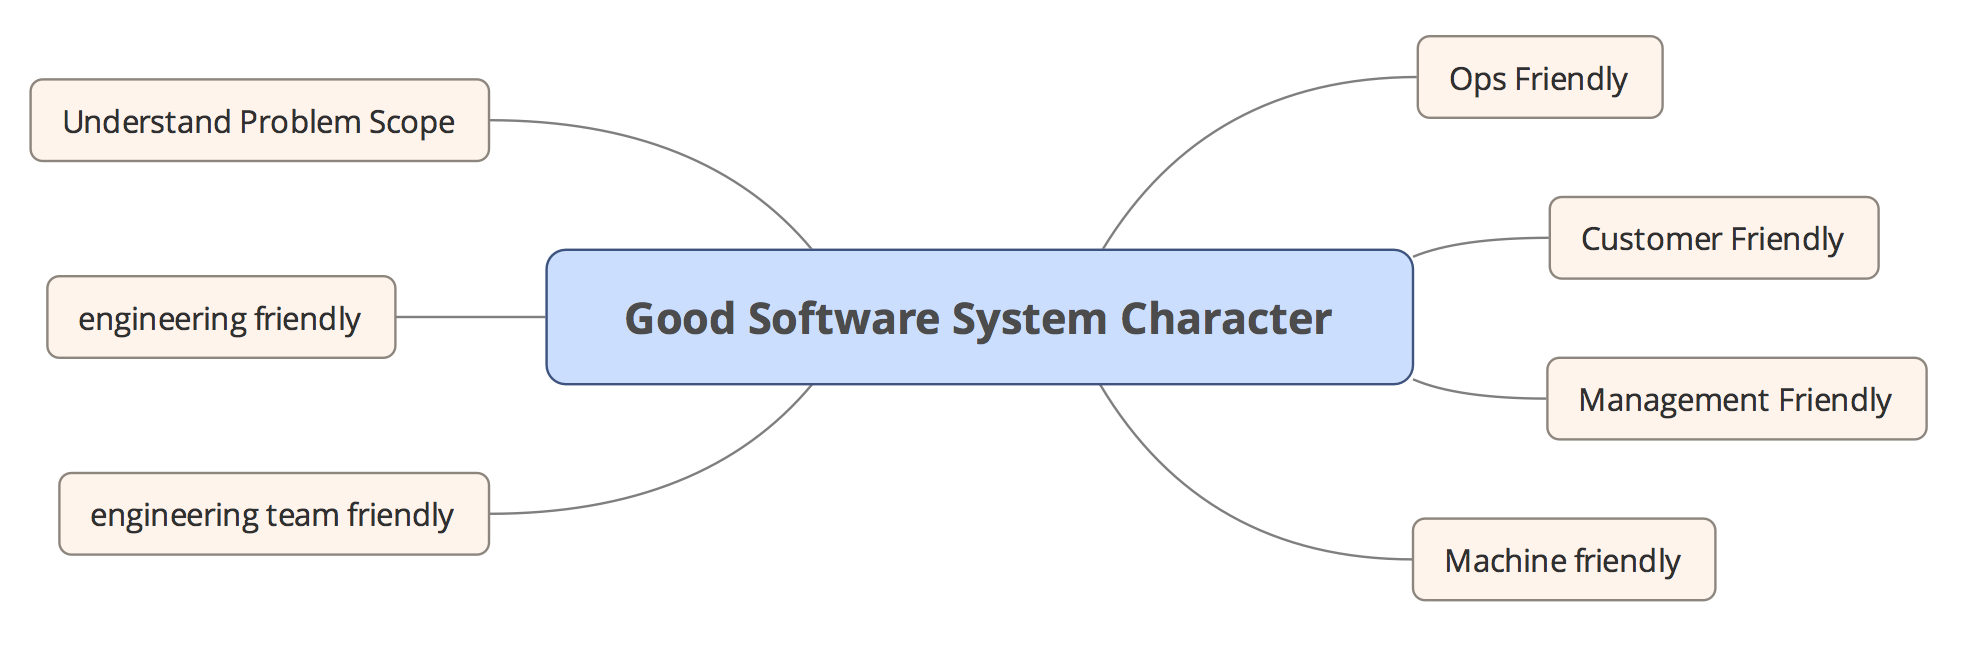 Understand Problem Scope
engineering friendly
engineering team friendly
Good Software System Character
Ops Friendly
Customer Friendly
Management Friendly
Machine friendly